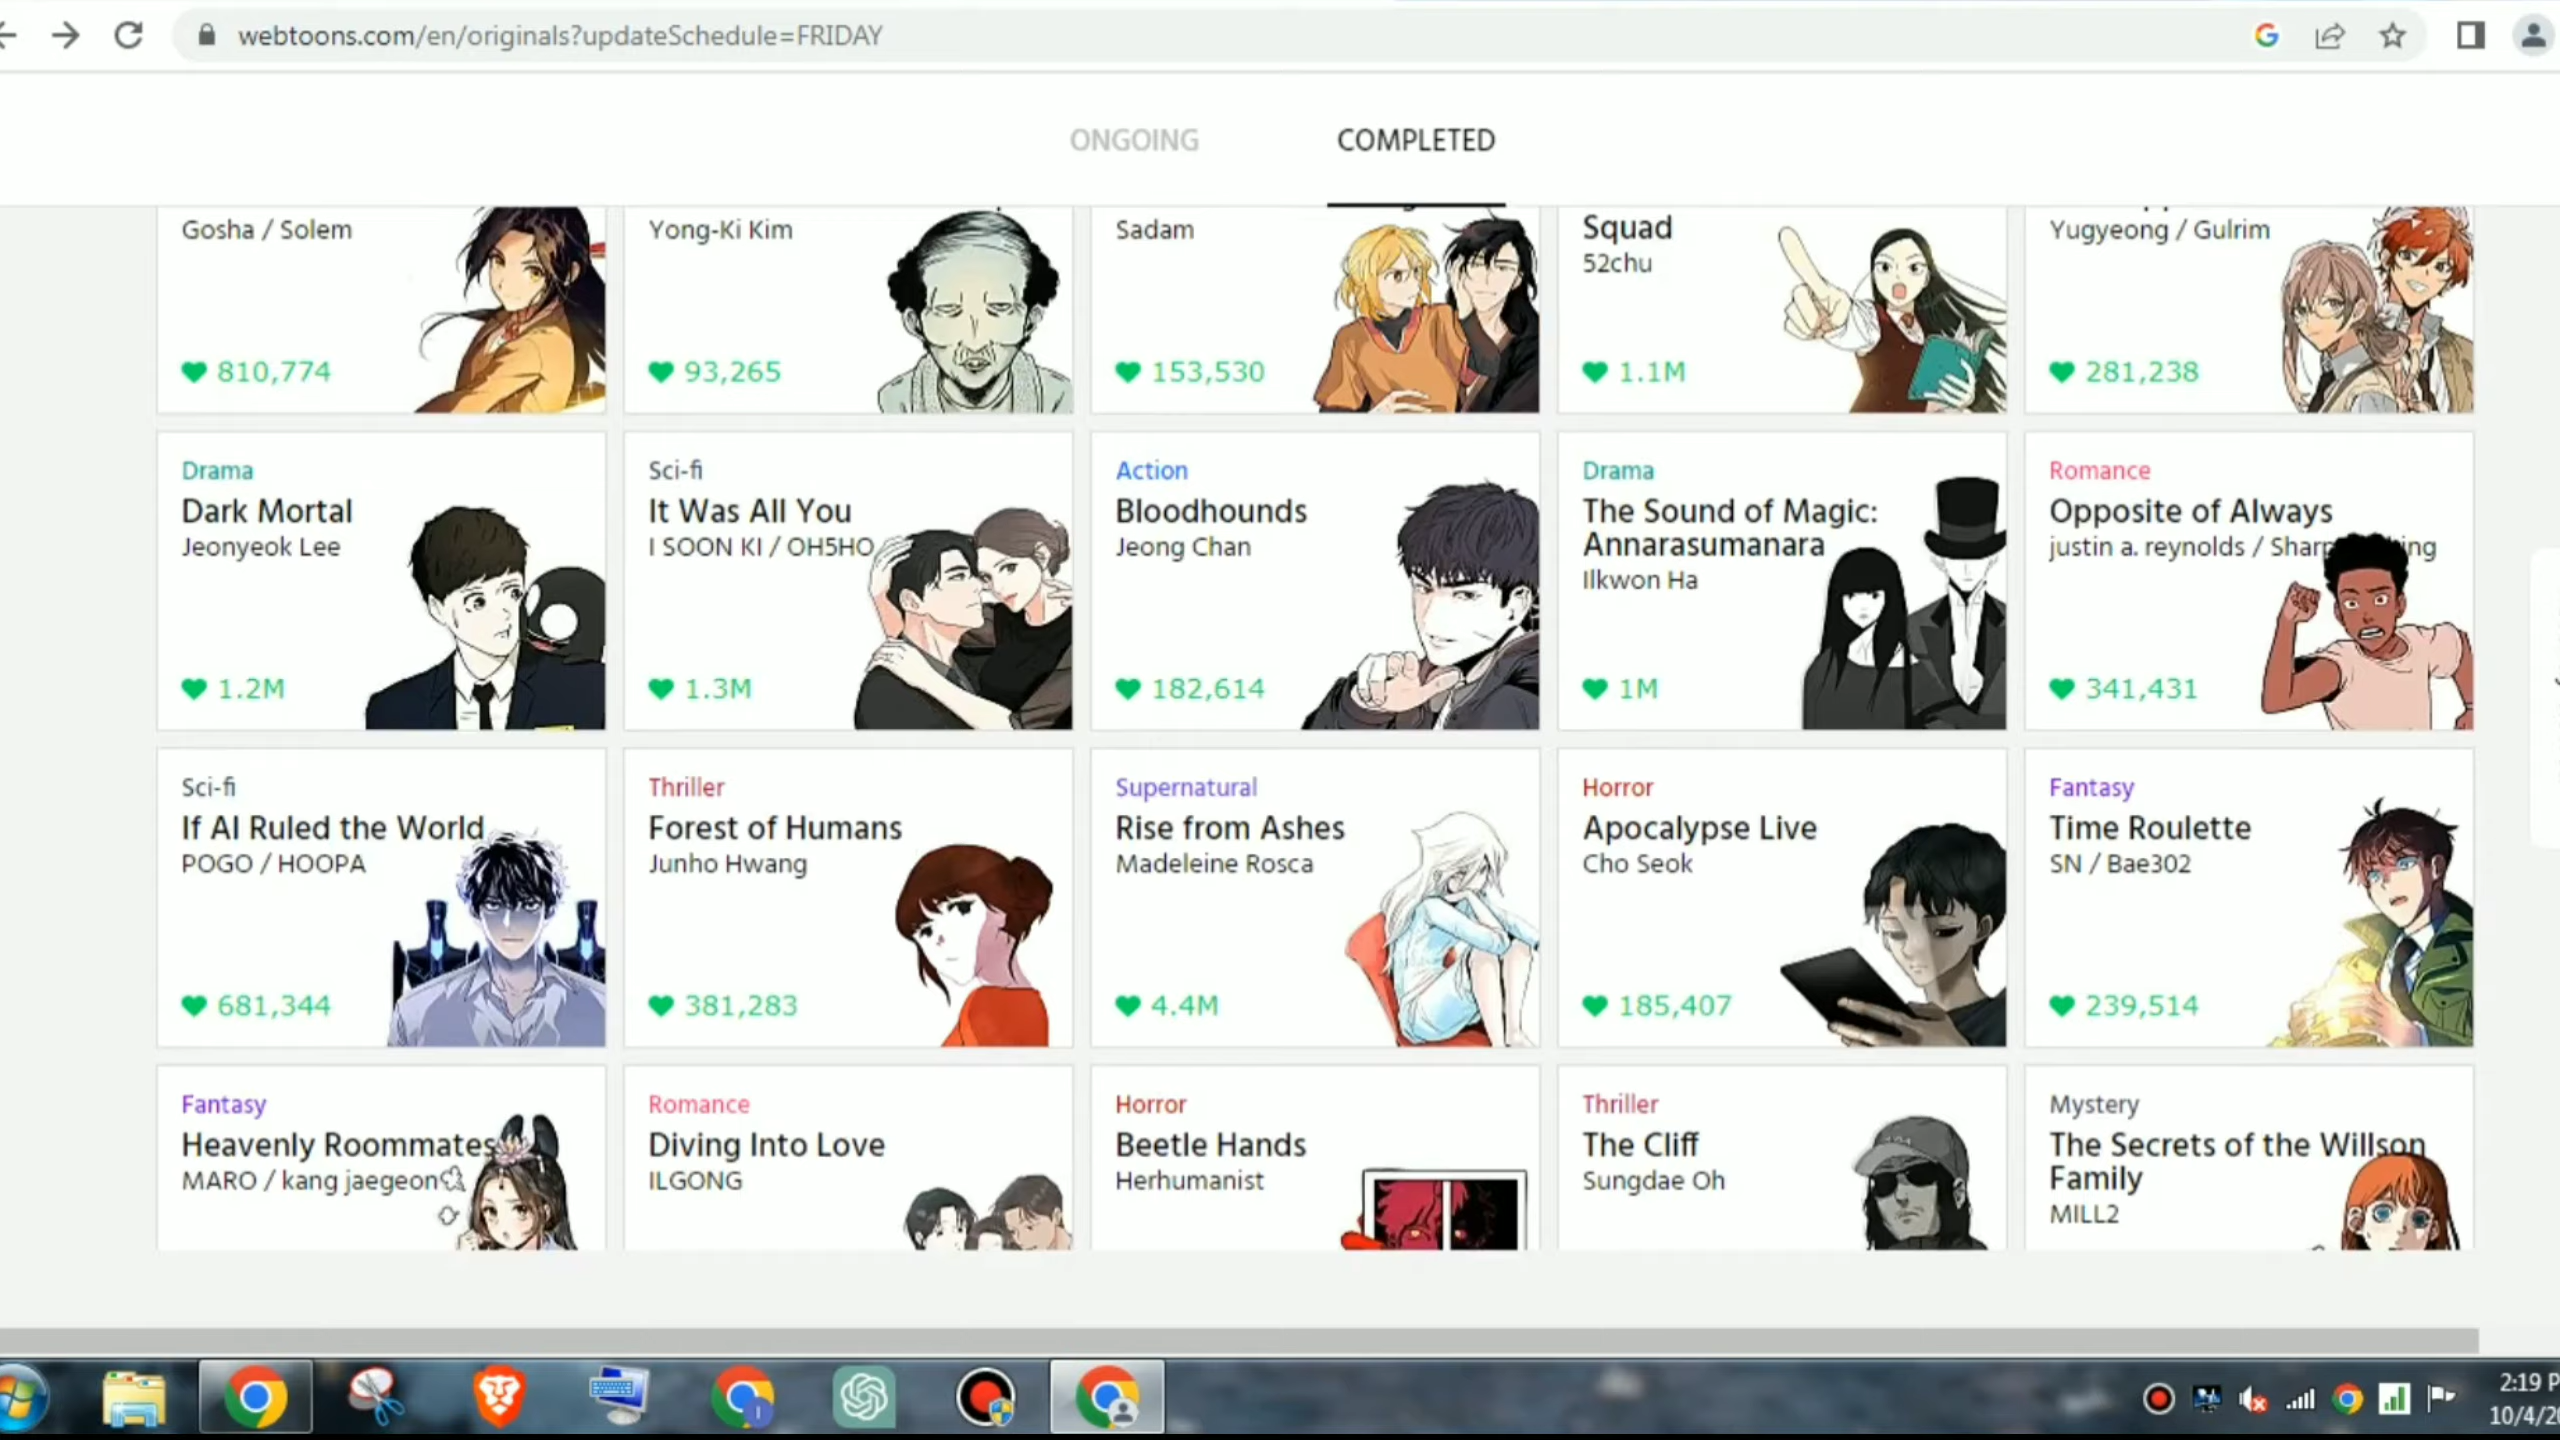 webtoons.com/en/originals?updateSchedule=FRIDAY
ONGOING
COMPLETED
Gosha / Solem
810,774
Yong-Ki Kim
93,265
Sadam
153,530
Squad
52chu
1.1M
Yugyeong / Gulrim
281,238
Drama
Dark Mortal
Jeonyeok Lee
1.2M
Sci-fi
It Was All You
I SOON KI / OH5HO
1.3M
Action
Bloodhounds
Jeong Chan
182,614
Drama
The Sound of Magic:
Annarasumanara
Ilkwon Ha
1M
Romance
Opposite of Always
justin a. reynolds /
341,431
Sci-fi
If AI Ruled the World
POGO / HOOPA
681,344
Thriller
Forest of Humans
Junho Hwang
381,283
Supernatural
Rise from Ashes
Madeleine Rosca
4.4M
Horror
Apocalypse Live
Cho Seok
185,407
Fantasy
Time Roulette
SN / Bae302
239,514
Fantasy
Heavenly Roommates
MARO / kang jaegeon
Romance
Diving Into Love
ILGONG
Horror
Beetle Hands
Herhumanist
Thriller
The Cliff
Sungdae Oh
Mystery
The Secrets of the Willson
Family
MILL2
2:19 P
10/4/20